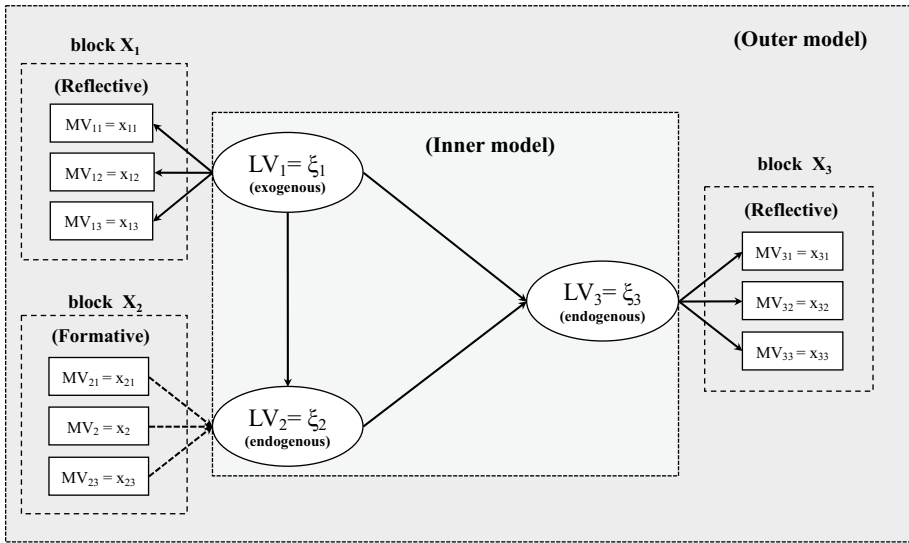 (Outer model)
block X₁
(Reflective)
MV₁₁ = x₁₁
MV₁₂ = x₁₂
MV₁₃ = x₁₃
(Inner model)
LV₁= ξ₁
(exogenous)
block X₃
(Reflective)
MV₃₁ = x₃₁
MV₃₂ = x₃₂
MV₃₃ = x₃₃
LV₃= ξ₃
(endogenous)
block X₂
(Formative)
MV₂₁ = x₂₁
MV₂ = x₂
MV₂₃ = x₂₃
LV₂= ξ₂
(endogenous)